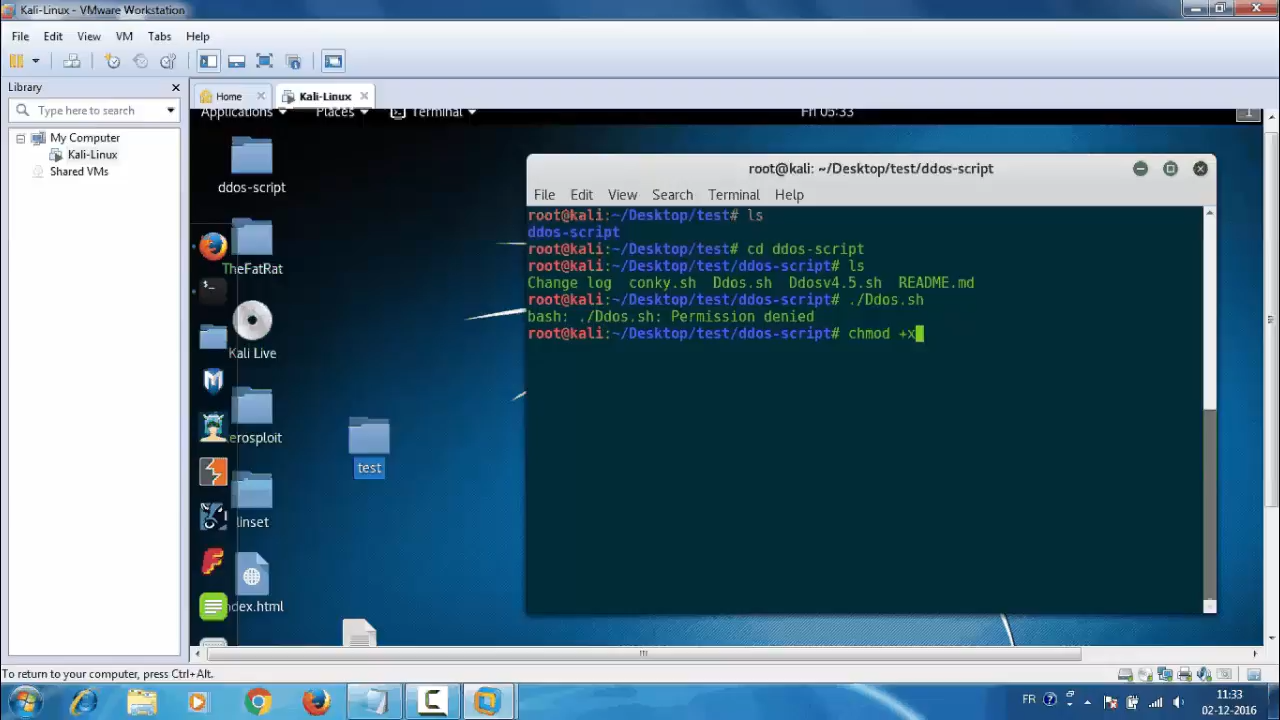 Kali-Linux - VMware Workstation
File Edit View VM Tabs Help
Library
Type here to search
My Computer
Kali-Linux
Shared VMs
Home
Kali-Linux
Applications Places Terminal Fri 05:33 1
ddos-script
TheFatRat
Kali Live
erosploit
linset
ndex.html
test
root@kali: ~/Desktop/test/ddos-script
File Edit View Search Terminal Help
root@kali:~/Desktop/test# ls
ddos-script
root@kali:~/Desktop/test# cd ddos-script
root@kali:~/Desktop/test/ddos-script# ls
Change log conky.sh Ddos.sh Ddosv4.5.sh README.md
root@kali:~/Desktop/test/ddos-script# ./Ddos.sh
bash: ./Ddos.sh: Permission denied
root@kali:~/Desktop/test/ddos-script# chmod +x
To return to your computer, press Ctrl+Alt.
FR
11:33
02-12-2016